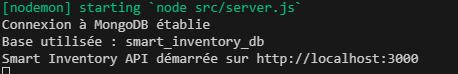 [nodemon] starting `node src/server.js`
Connexion à MongoDB établie
Base utilisée : smart_inventory_db
Smart Inventory API démarrée sur http://localhost:3000